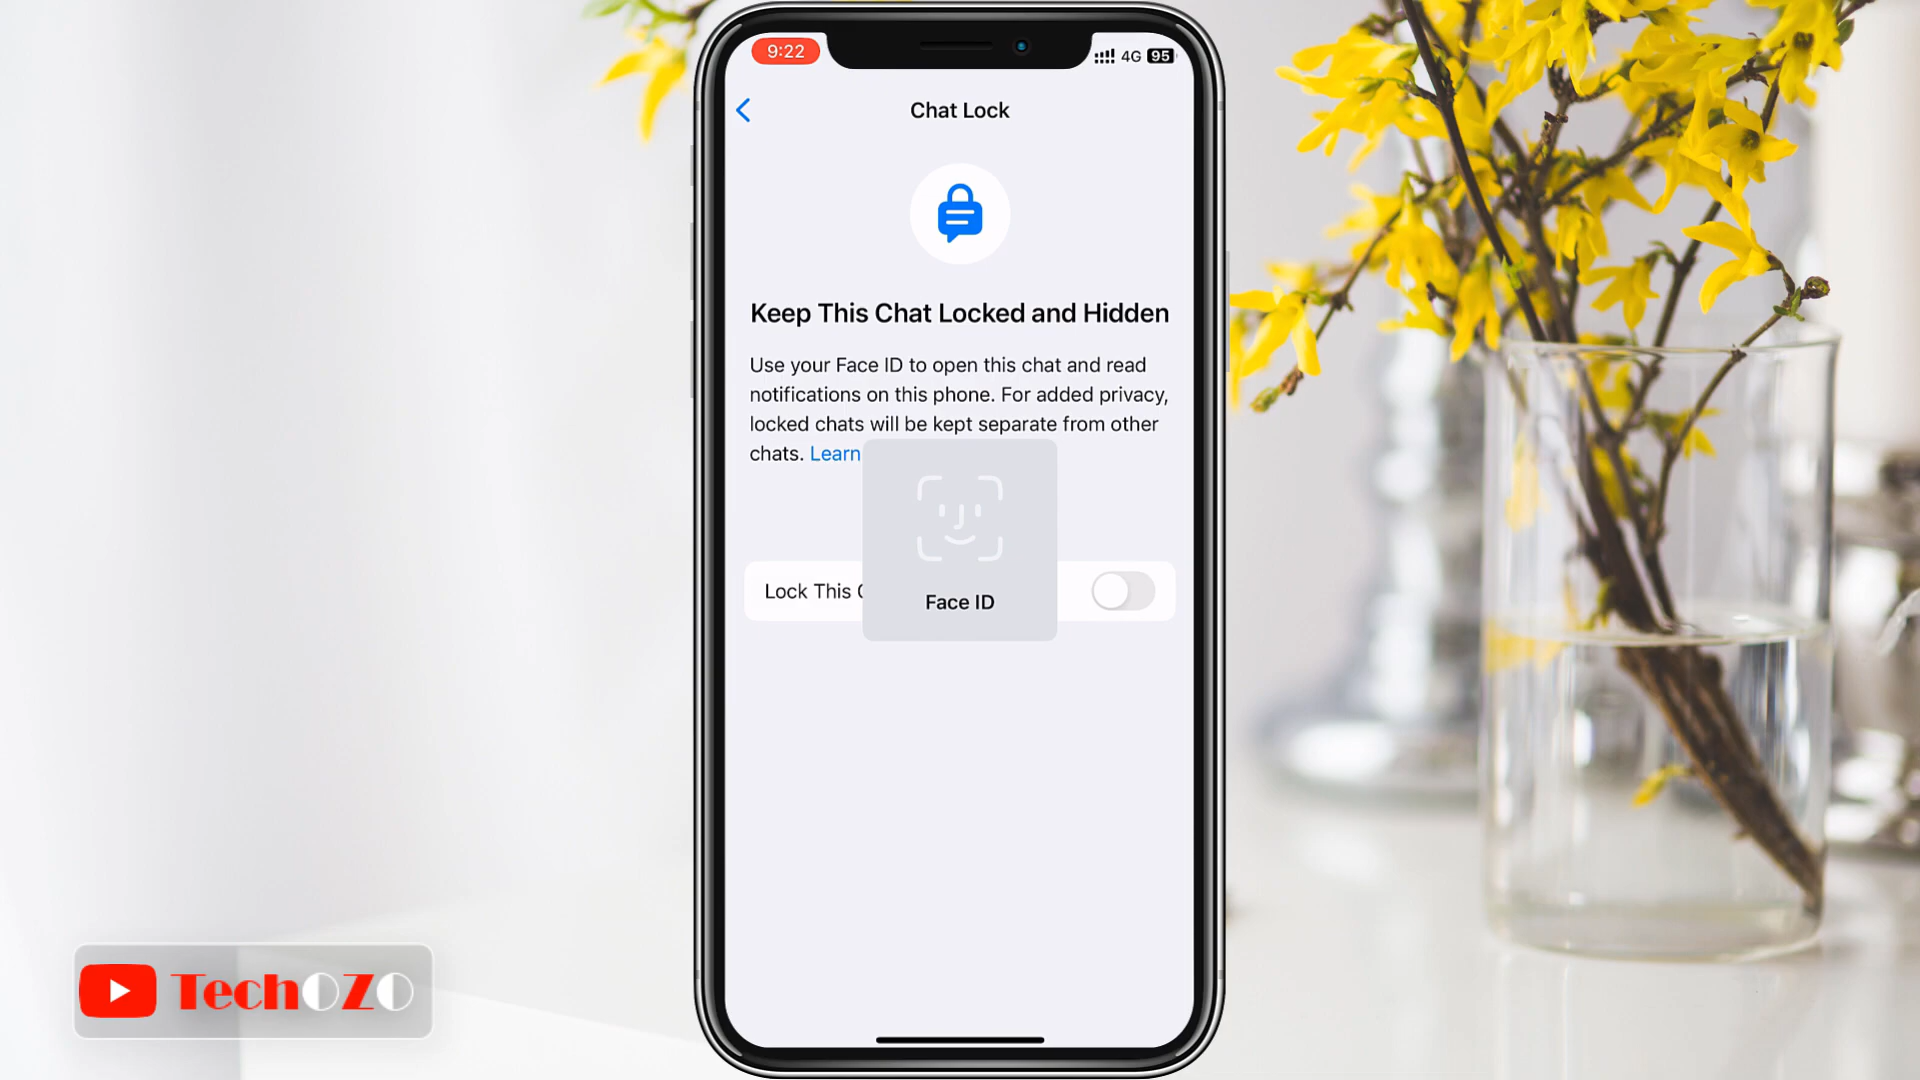 9:22
4G 95
Chat Lock
Keep This Chat Locked and Hidden
Use your Face ID to open this chat and read
notifications on this phone. For added privacy,
locked chats will be kept separate from other
chats. Learn
Lock This
Face ID
TechOZO